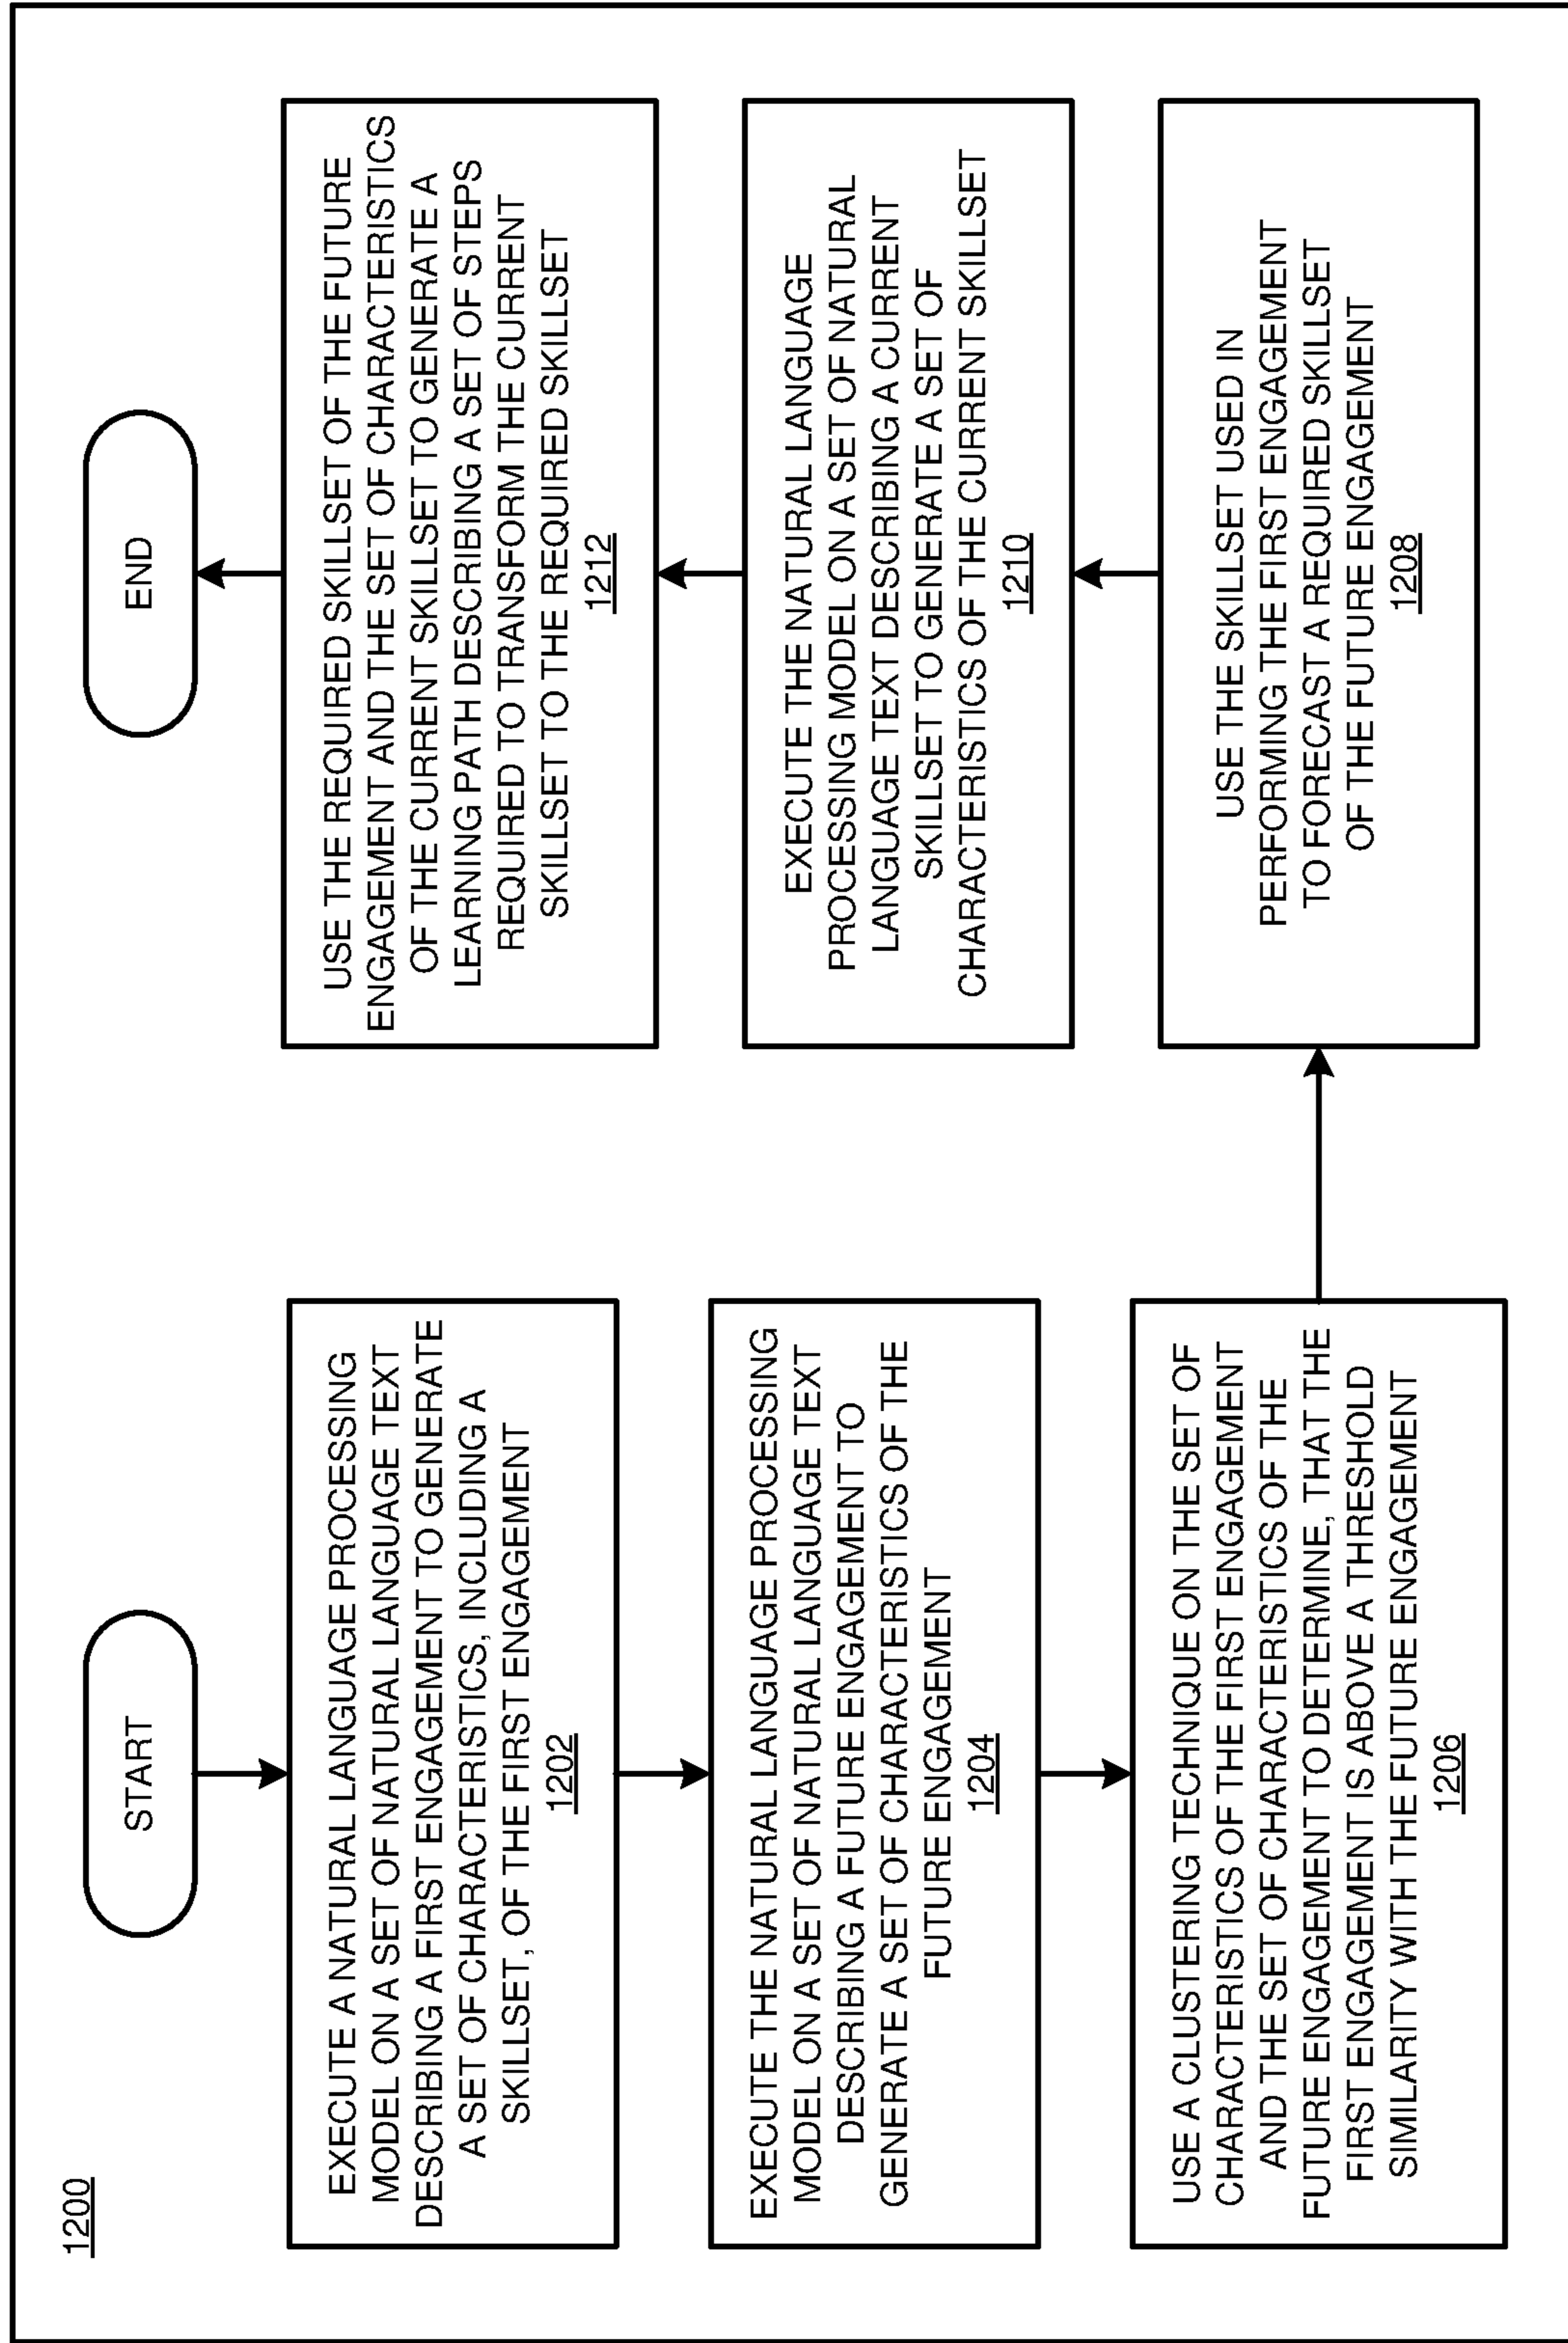 1200
START
EXECUTE A NATURAL LANGUAGE PROCESSING
MODEL ON A SET OF NATURAL LANGUAGE TEXT
DESCRIBING A FIRST ENGAGEMENT TO GENERATE
A SET OF CHARACTERISTICS, INCLUDING A
SKILLSET, OF THE FIRST ENGAGEMENT
1202
EXECUTE THE NATURAL LANGUAGE PROCESSING
MODEL ON A SET OF NATURAL LANGUAGE TEXT
DESCRIBING A FUTURE ENGAGEMENT TO
GENERATE A SET OF CHARACTERISTICS OF THE
FUTURE ENGAGEMENT
1204
USE A CLUSTERING TECHNIQUE ON THE SET OF
CHARACTERISTICS OF THE FIRST ENGAGEMENT
AND THE SET OF CHARACTERISTICS OF THE
FUTURE ENGAGEMENT TO DETERMINE, THAT THE
FIRST ENGAGEMENT IS ABOVE A THRESHOLD
SIMILARITY WITH THE FUTURE ENGAGEMENT
1206
USE THE SKILLSET USED IN
PERFORMING THE FIRST ENGAGEMENT
TO FORECAST A REQUIRED SKILLSET
OF THE FUTURE ENGAGEMENT
1208
EXECUTE THE NATURAL LANGUAGE
PROCESSING MODEL ON A SET OF NATURAL
LANGUAGE TEXT DESCRIBING A CURRENT
SKILLSET TO GENERATE A SET OF
CHARACTERISTICS OF THE CURRENT SKILLSET
1210
USE THE REQUIRED SKILLSET OF THE FUTURE
ENGAGEMENT AND THE SET OF CHARACTERISTICS
OF THE CURRENT SKILLSET TO GENERATE A
LEARNING PATH DESCRIBING A SET OF STEPS
REQUIRED TO TRANSFORM THE CURRENT
SKILLSET TO THE REQUIRED SKILLSET
1212
END